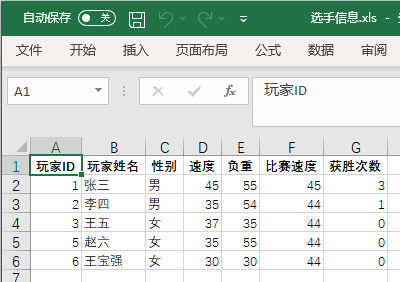 自动保存 关 选手信息.xls
文件 开始 插入 页面布局 公式 数据 审阅
A1 fx 玩家ID
A B C D E F G
1 玩家ID 玩家姓名 性别 速度 负重 比赛速度 获胜次数
2 1 张三 男 45 55 45 3
3 2 李四 男 35 54 44 1
4 3 王五 女 37 35 44 0
5 5 赵六 女 35 55 44 0
6 6 王宝强 女 30 30 44 0
7